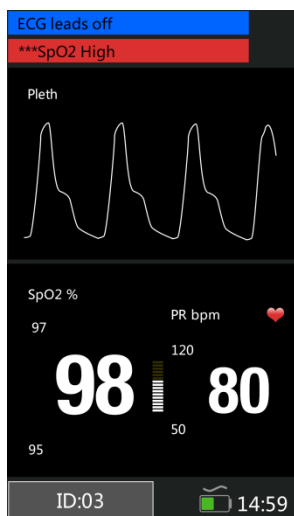 ECG leads off
***SpO2 High
Pleth
SpO2 %
97
98
95
PR bpm
120
80
50
ID:03
14:59